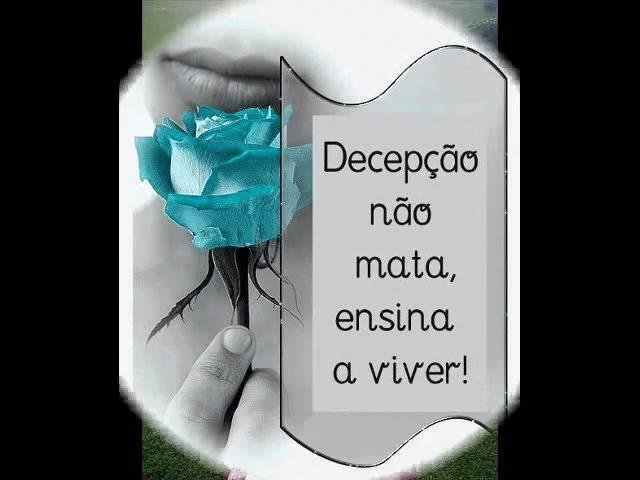 Decepção
não
mata,
ensina
a viver!